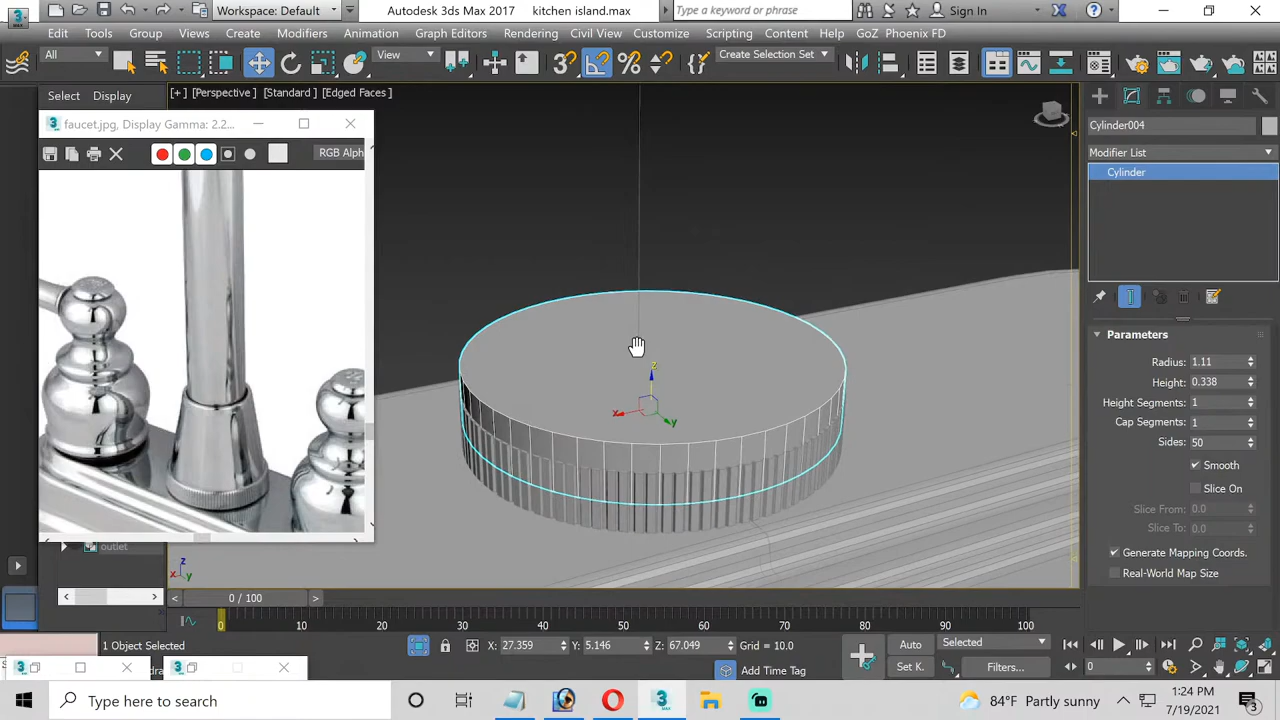 Workspace: Default
Autodesk 3ds Max 2017 kitchen island.max
Type a keyword or phrase
Sign In
Edit Tools Group Views Create Modifiers Animation Graph Editors Rendering Civil View Customize Scripting Content Help GoZ Phoenix FD
All
View
Create Selection Set
Select Display
[+] [Perspective] [Standard] [Edged Faces]
faucet.jpg, Display Gamma: 2.2...
RGB Alph
Cylinder004
Modifier List
Cylinder
Parameters
Radius: 1.11
Height: 0.338
Height Segments: 1
Cap Segments: 1
Sides: 50
Smooth
Slice On
Slice From: 0.0
Slice To: 0.0
Generate Mapping Coords.
Real-World Map Size
outlet
0 / 100
0 10 20 30 40 50 60 70 80 90 100
1 Object Selected
X: 27.359 Y: 5.146 Z: 67.049 Grid = 10.0
Auto Selected
Add Time Tag
Set K. Filters...
0
Type here to search
84°F Partly sunny
1:24 PM
7/19/2021
3